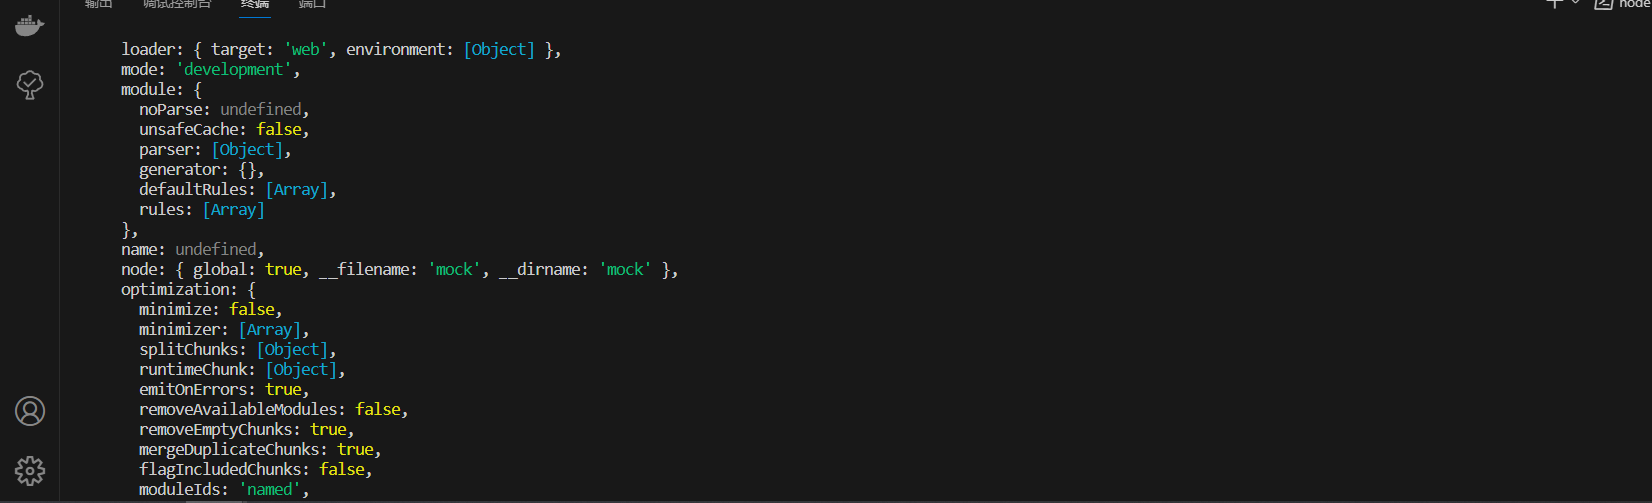 输出 调试控制台 终端 端口 node
loader: { target: 'web', environment: [Object] },
mode: 'development',
module: {
noParse: undefined,
unsafeCache: false,
parser: [Object],
generator: {},
defaultRules: [Array],
rules: [Array]
},
name: undefined,
node: { global: true, __filename: 'mock', __dirname: 'mock' },
optimization: {
minimize: false,
minimizer: [Array],
splitChunks: [Object],
runtimeChunk: [Object],
emitOnErrors: true,
removeAvailableModules: false,
removeEmptyChunks: true,
mergeDuplicateChunks: true,
flagIncludedChunks: false,
moduleIds: 'named',